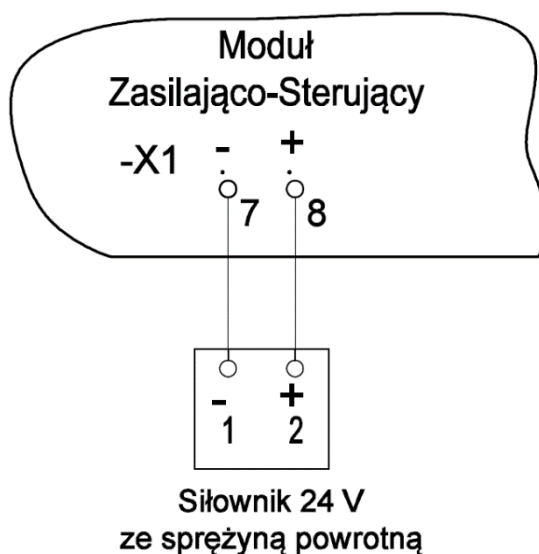 Moduł
Zasilająco-Sterujący
-X1 - +
7 8
- +
1 2
Siłownik 24 V
ze sprężyną powrotną